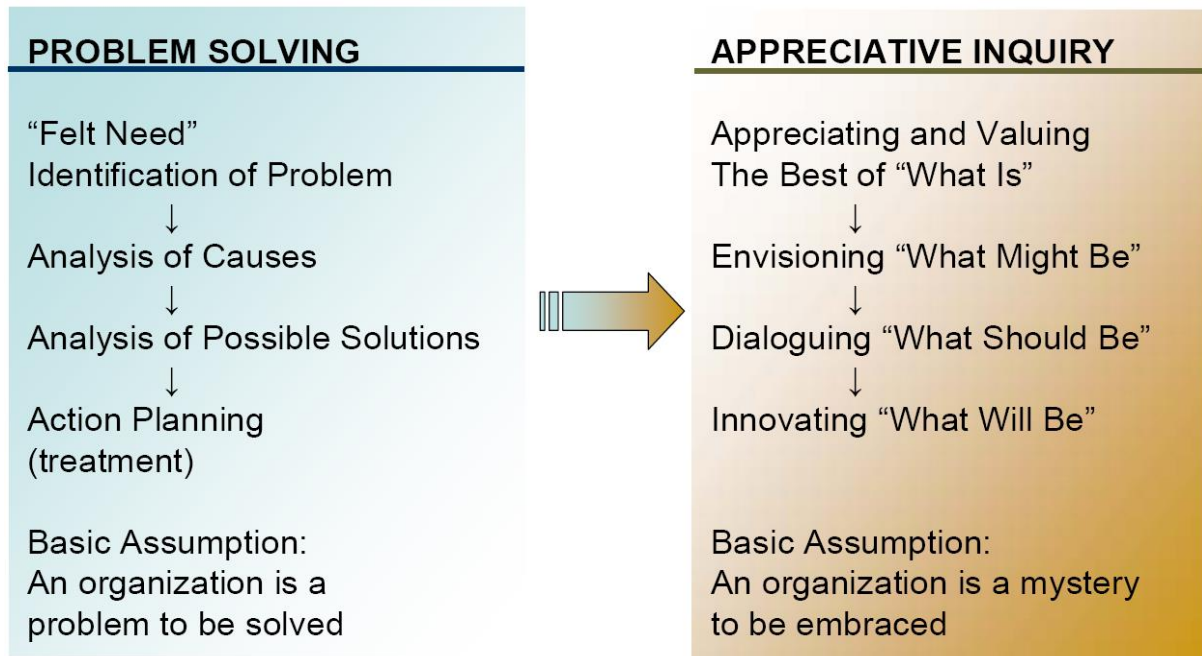 PROBLEM SOLVING
“Felt Need”
Identification of Problem
↓
Analysis of Causes
↓
Analysis of Possible Solutions
↓
Action Planning
(treatment)
Basic Assumption:
An organization is a
problem to be solved
APPRECIATIVE INQUIRY
Appreciating and Valuing
The Best of “What Is”
↓
Envisioning “What Might Be”
↓
Dialoguing “What Should Be”
↓
Innovating “What Will Be”
Basic Assumption:
An organization is a mystery
to be embraced